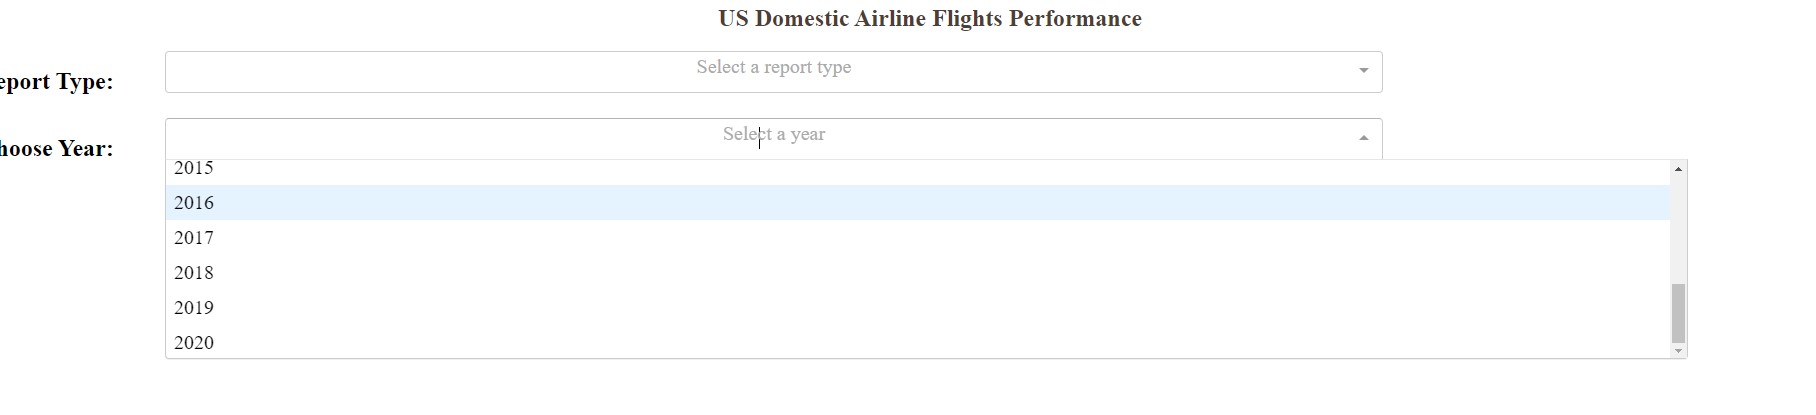 US Domestic Airline Flights Performance
eport Type:
Select a report type
hoose Year:
Select a year
2015
2016
2017
2018
2019
2020